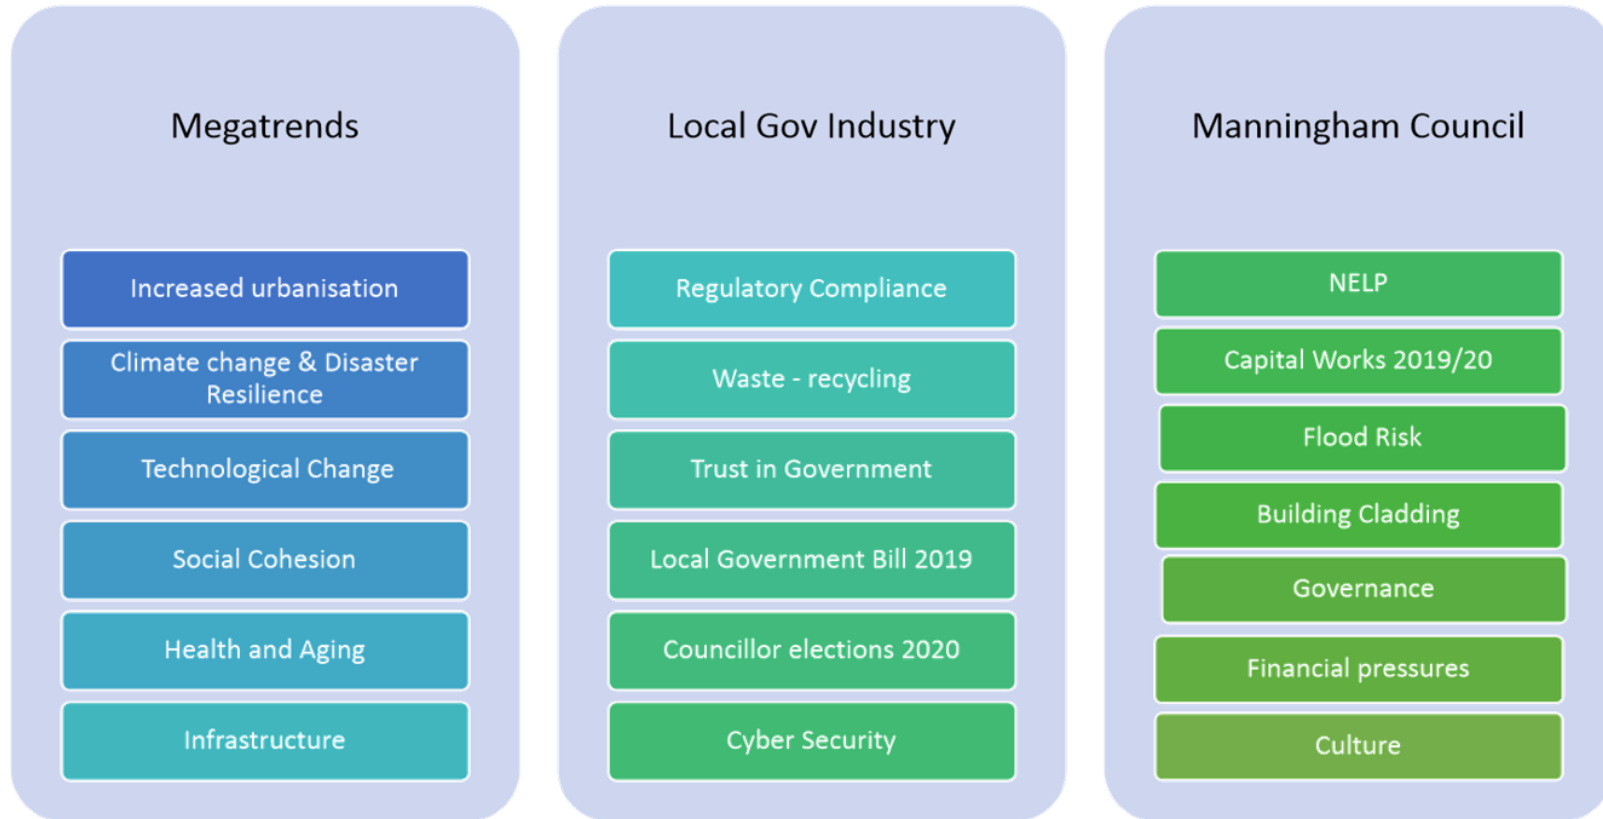 Megatrends
Increased urbanisation
Climate change & Disaster
Resilience
Technological Change
Social Cohesion
Health and Aging
Infrastructure
Local Gov Industry
Regulatory Compliance
Waste - recycling
Trust in Government
Local Government Bill 2019
Councillor elections 2020
Cyber Security
Manningham Council
NELP
Capital Works 2019/20
Flood Risk
Building Cladding
Governance
Financial pressures
Culture